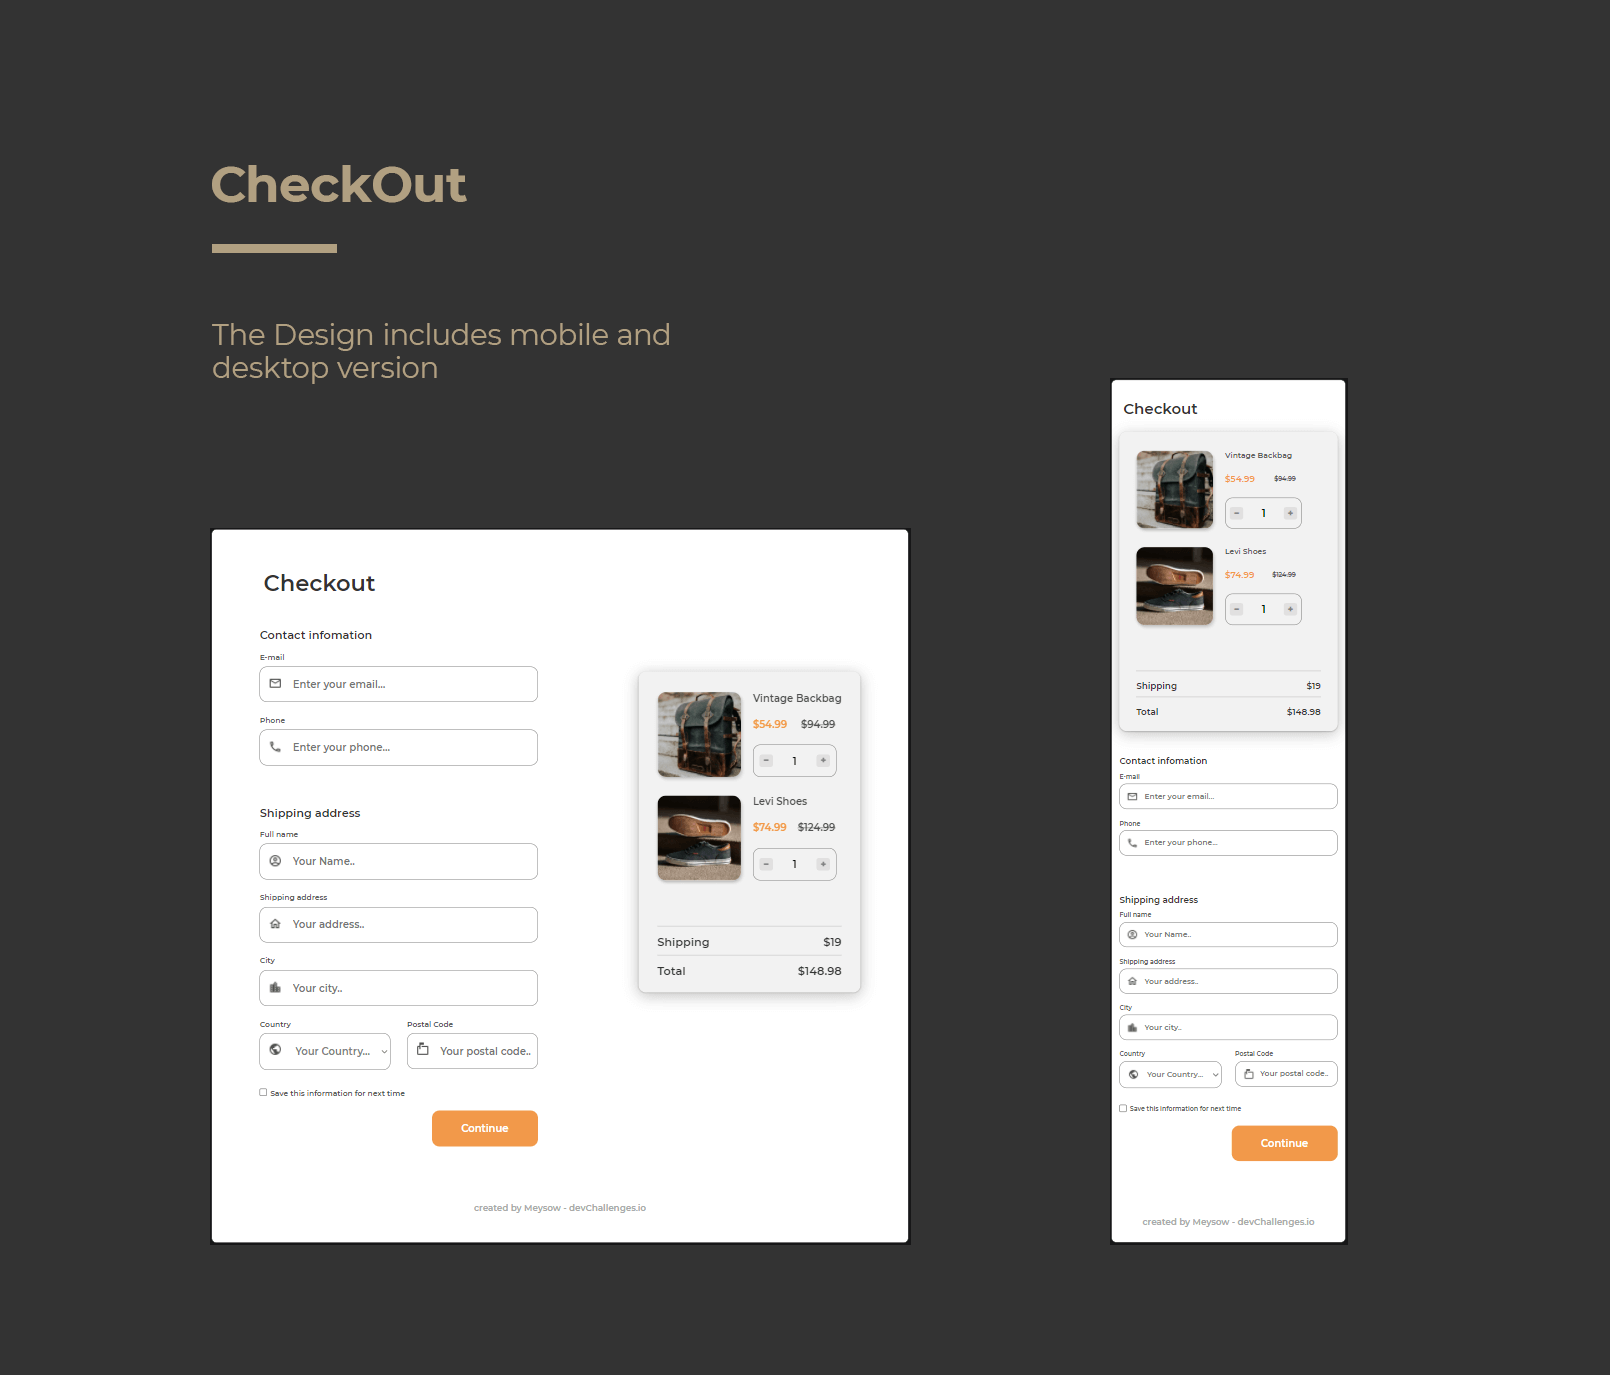 CheckOut
The Design includes mobile and
desktop version
Checkout
Contact infomation
E-mail
Enter your email...
Phone
Enter your phone...
Shipping address
Full name
Your Name..
Shipping address
Your address..
City
Your city..
Country
Postal Code
Your Country...
Your postal code..
Save this information for next time
Continue
Vintage Backbag
$54.99 $94.99
- 1 +
Levi Shoes
$74.99 $124.99
- 1 +
Shipping $19
Total $148.98
created by Meysow - devChallenges.io
Checkout
Vintage Backbag
$54.99 $94.99
- 1 +
Levi Shoes
$74.99 $124.99
- 1 +
Shipping $19
Total $148.98
Contact infomation
E-mail
Enter your email...
Phone
Enter your phone...
Shipping address
Full name
Your Name..
Shipping address
Your address..
City
Your city..
Country
Postal Code
Your Country...
Your postal code..
Save this information for next time
Continue
created by Meysow - devChallenges.io